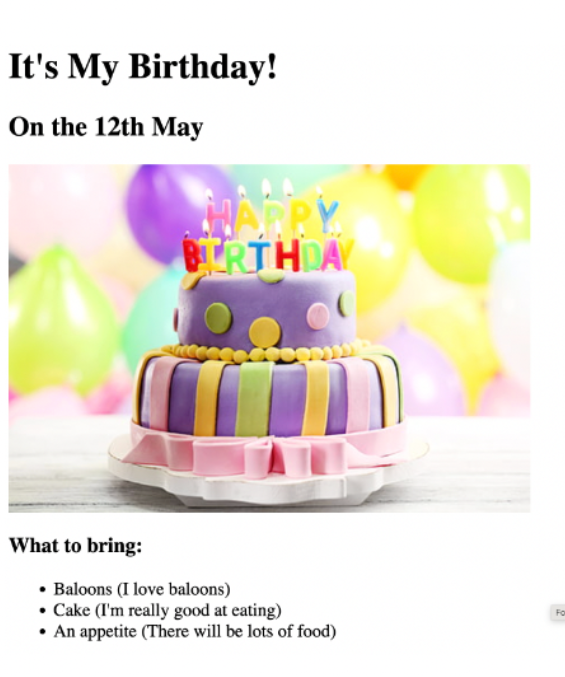 It's My Birthday!
On the 12th May
HAPPY
BIRTHDAY
What to bring:
Baloons (I love baloons)
Cake (I'm really good at eating)
An appetite (There will be lots of food)
Fo